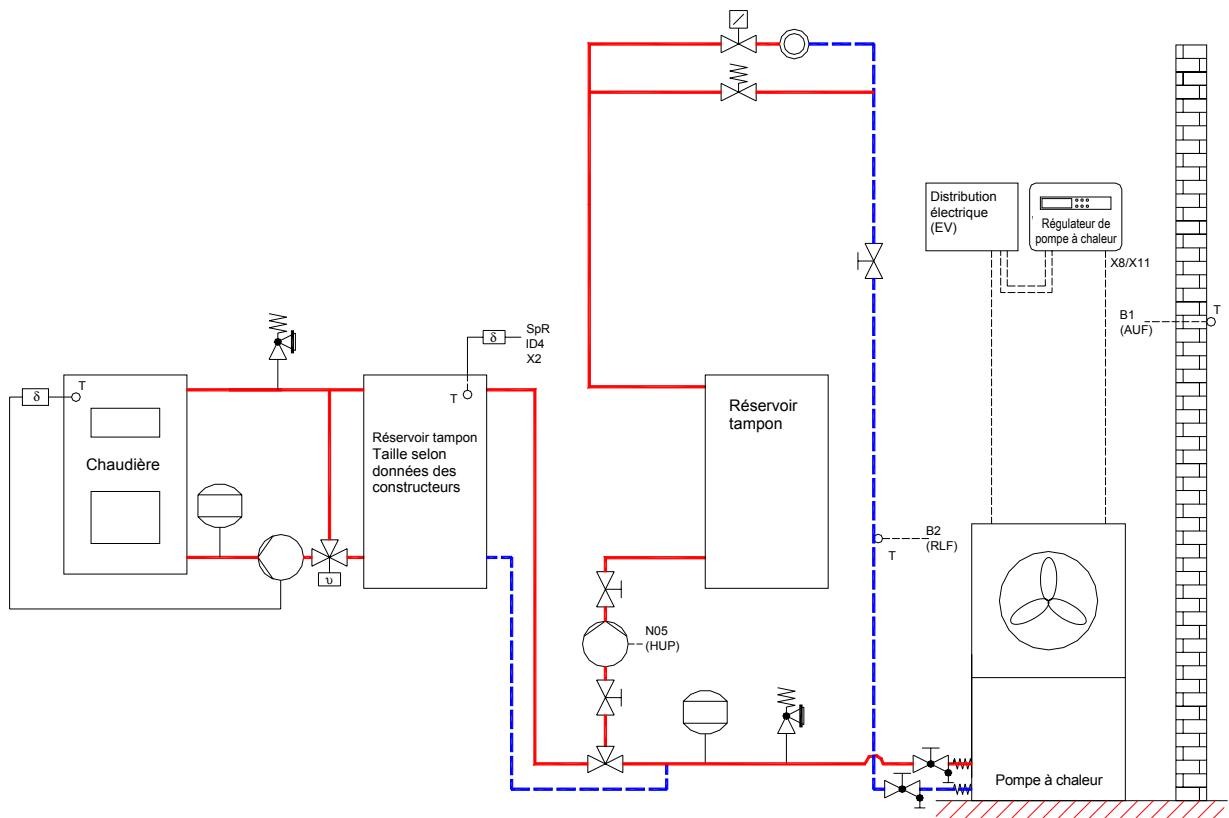 Distribution
électrique
(EV)
Régulateur de
pompe à chaleur
X8/X11
B1
(AUF)
T
SpR
ID4
X2
δ
T
δ
T
Chaudière
Réservoir tampon
Taille selon
données des
constructeurs
υ
Réservoir
tampon
B2
(RLF)
T
N05
(HUP)
Pompe à chaleur